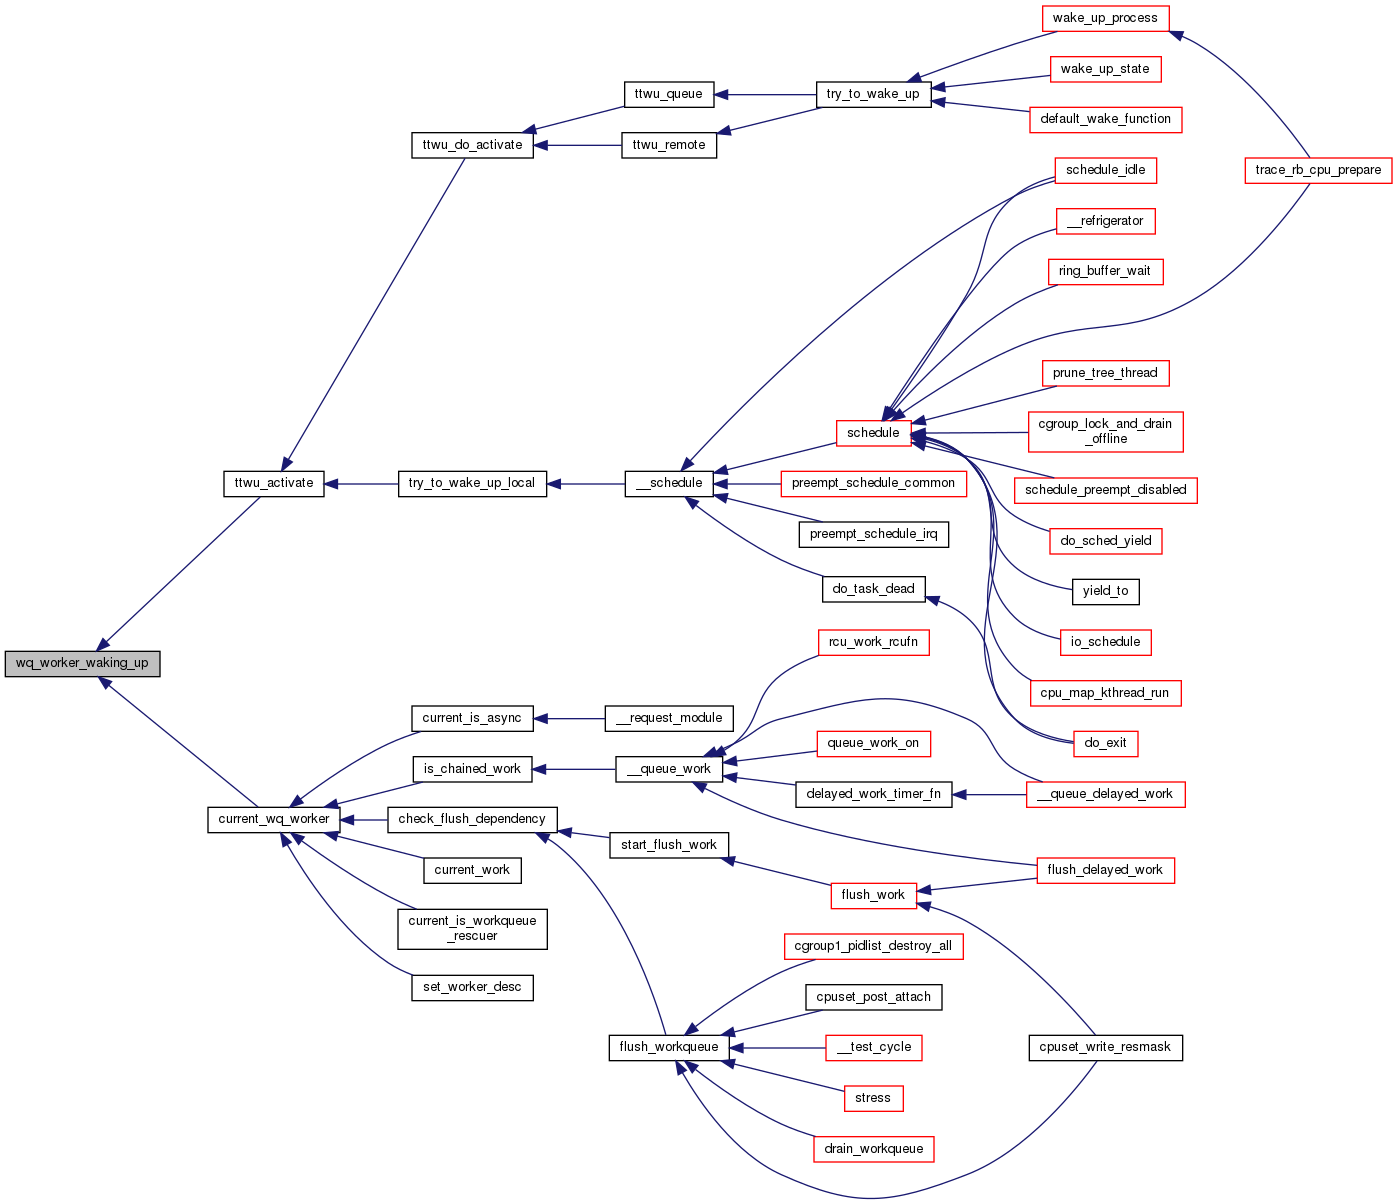 wake_up_process
wake_up_state
ttwu_queue
try_to_wake_up
default_wake_function
ttwu_do_activate
ttwu_remote
schedule_idle
trace_rb_cpu_prepare
__refrigerator
ring_buffer_wait
prune_tree_thread
schedule
cgroup_lock_and_drain
_offline
ttwu_activate
try_to_wake_up_local
__schedule
preempt_schedule_common
schedule_preempt_disabled
preempt_schedule_irq
do_sched_yield
do_task_dead
yield_to
rcu_work_rcufn
io_schedule
wq_worker_waking_up
cpu_map_kthread_run
current_is_async
__request_module
queue_work_on
do_exit
is_chained_work
__queue_work
delayed_work_timer_fn
__queue_delayed_work
current_wq_worker
check_flush_dependency
start_flush_work
current_work
flush_delayed_work
flush_work
current_is_workqueue
_rescuer
cgroup1_pidlist_destroy_all
set_worker_desc
cpuset_post_attach
flush_workqueue
__test_cycle
cpuset_write_resmask
stress
drain_workqueue